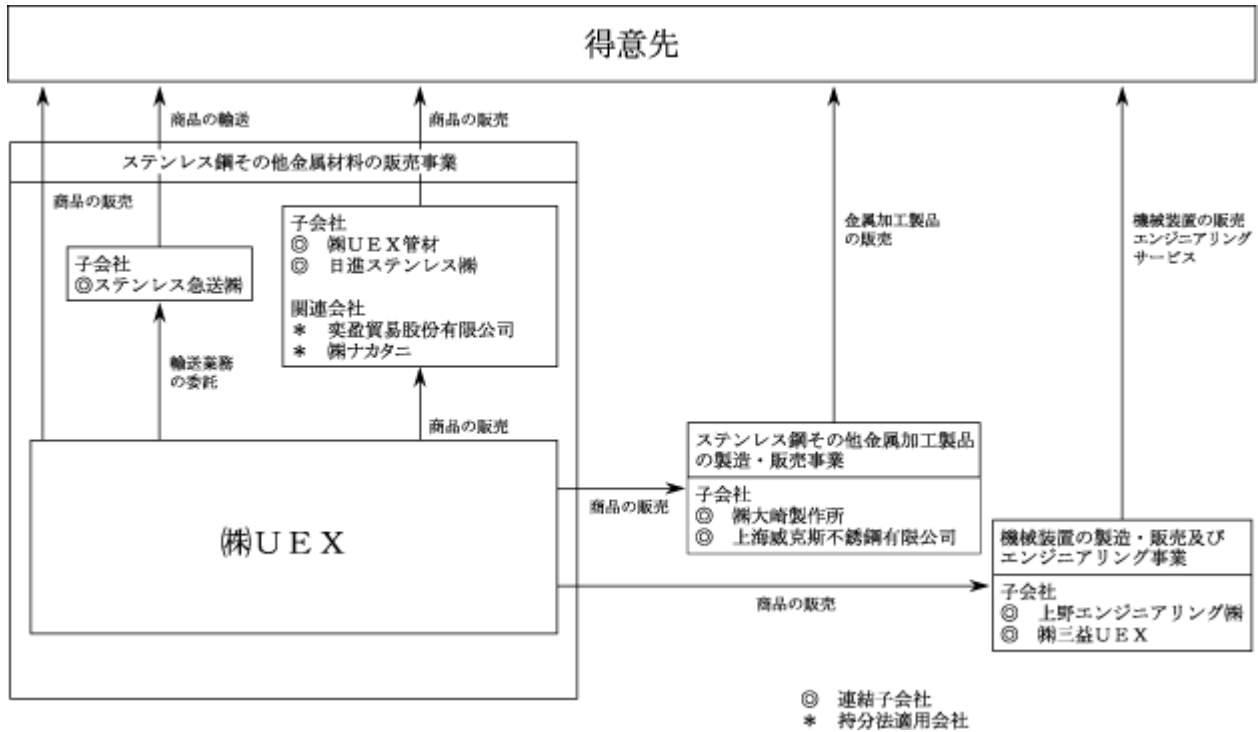 得意先
商品の輸送
商品の販売
ステンレス鋼その他金属材料の販売事業
商品の販売
子会社
◎ステンレス急送㈱
子会社
◎ ㈱UEX管材
◎ 日進ステンレス㈱
関連会社
* 実盈貿易股份有限公司
* ㈱ナカタニ
金属加工製品
の販売
機械装置の販売
エンジニアリング
サービス
輸送業務
の委託
商品の販売
㈱UEX
商品の販売
ステンレス鋼その他金属加工製品
の製造・販売事業
子会社
◎ ㈱大崎製作所
◎ 上海威克斯不銹鋼有限公司
商品の販売
機械装置の製造・販売及び
エンジニアリング事業
子会社
◎ 上野エンジニアリング㈱
◎ ㈱三益UEX
◎ 連結子会社
* 持分法適用会社